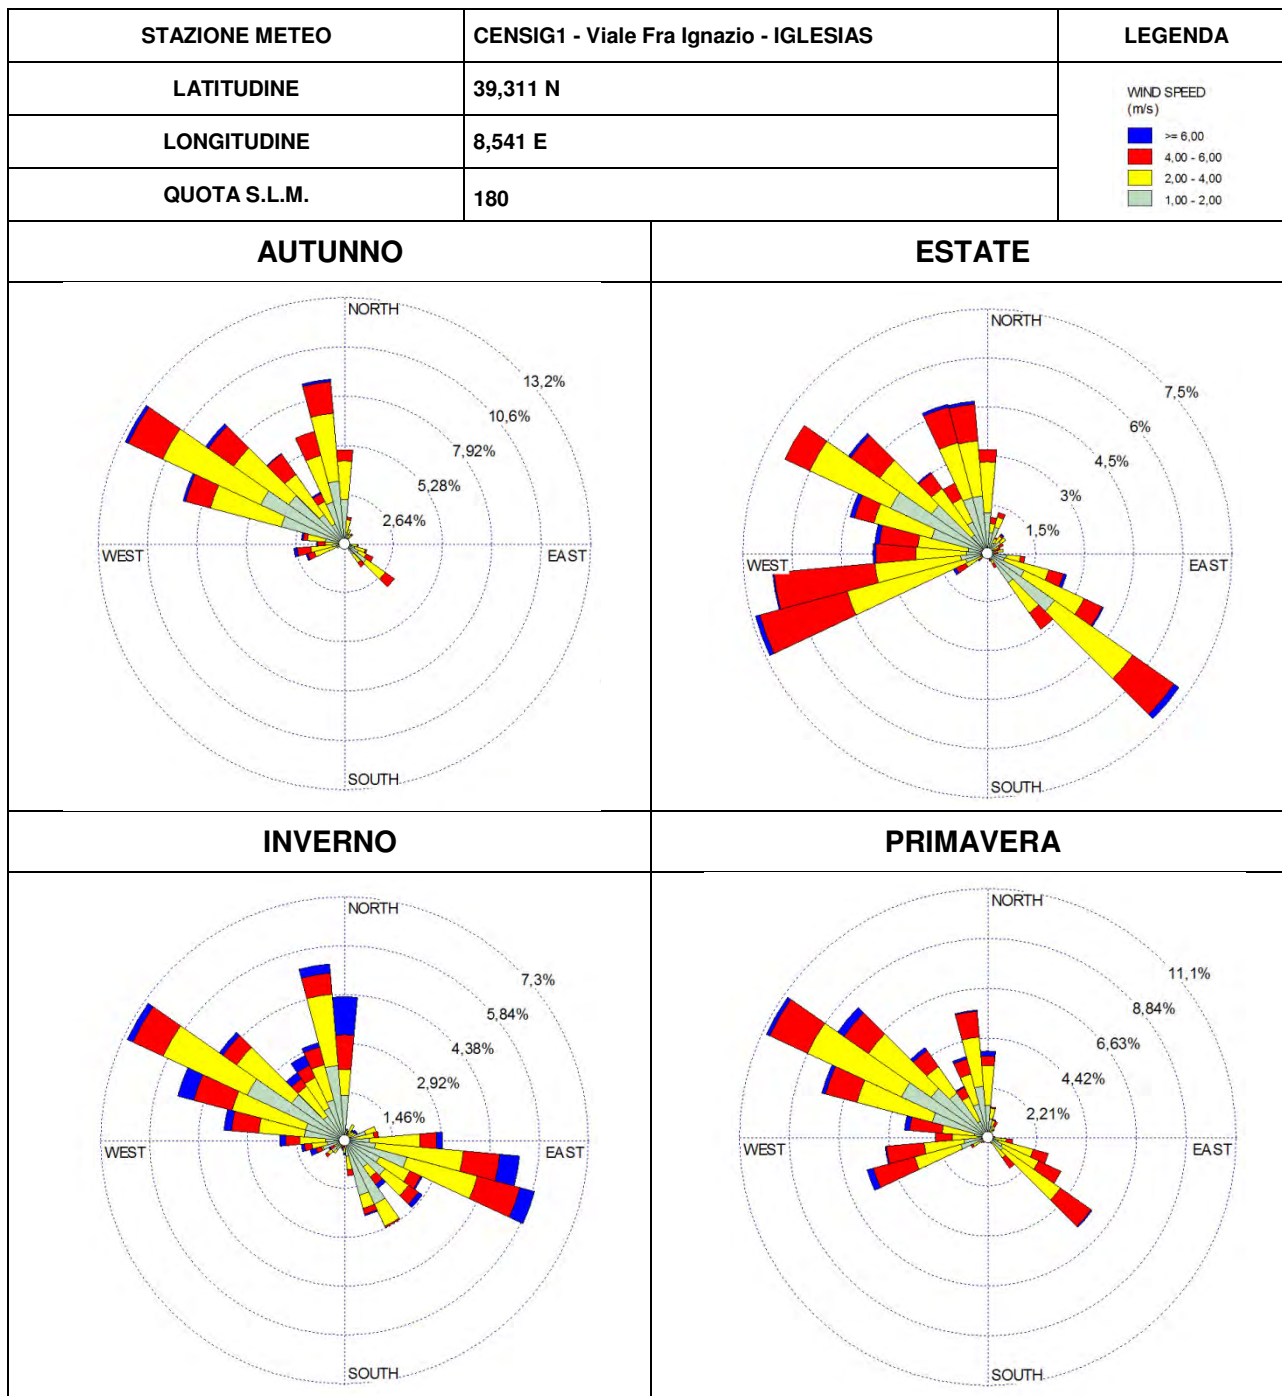 STAZIONE METEO
CENSIG1 - Viale Fra Ignazio - IGLESIAS
LEGENDA
LATITUDINE
39,311 N
LONGITUDINE
8,541 E
QUOTA S.L.M.
180
WIND SPEED
(m/s)
>= 6,00
4,00 - 6,00
2,00 - 4,00
1,00 - 2,00
AUTUNNO
ESTATE
NORTH
13,2%
10,6%
7,92%
5,28%
2,64%
WEST
EAST
SOUTH
NORTH
7,5%
6%
4,5%
3%
1,5%
WEST
EAST
SOUTH
INVERNO
PRIMAVERA
NORTH
7,3%
5,84%
4,38%
2,92%
1,46%
WEST
EAST
SOUTH
NORTH
11,1%
8,84%
6,63%
4,42%
2,21%
WEST
EAST
SOUTH